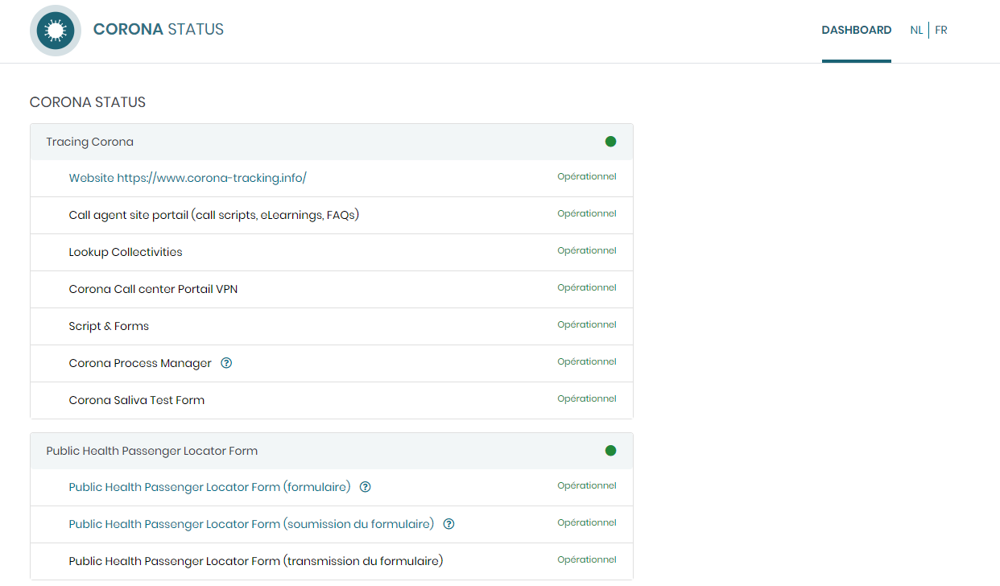 CORONA STATUS
DASHBOARD NL FR
CORONA STATUS
Tracing Corona
Website https://www.corona-tracking.info/ Opérationnel
Call agent site portail (call scripts, eLearnings, FAQs) Opérationnel
Lookup Collectivities Opérationnel
Corona Call center Portail VPN Opérationnel
Script & Forms Opérationnel
Corona Process Manager ? Opérationnel
Corona Saliva Test Form Opérationnel
Public Health Passenger Locator Form
Public Health Passenger Locator Form (formulaire) ? Opérationnel
Public Health Passenger Locator Form (soumission du formulaire) ? Opérationnel
Public Health Passenger Locator Form (transmission du formulaire) Opérationnel